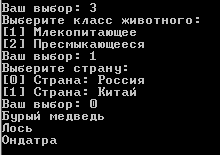 Ваш выбор: 3
Выберите класс животного:
[1] Млекопитающее
[2] Пресмыкающееся
Ваш выбор: 1
Выберите страну:
[0] Страна: Россия
[1] Страна: Китай
Ваш выбор: 0
Бурый медведь
Лось
Ондатра